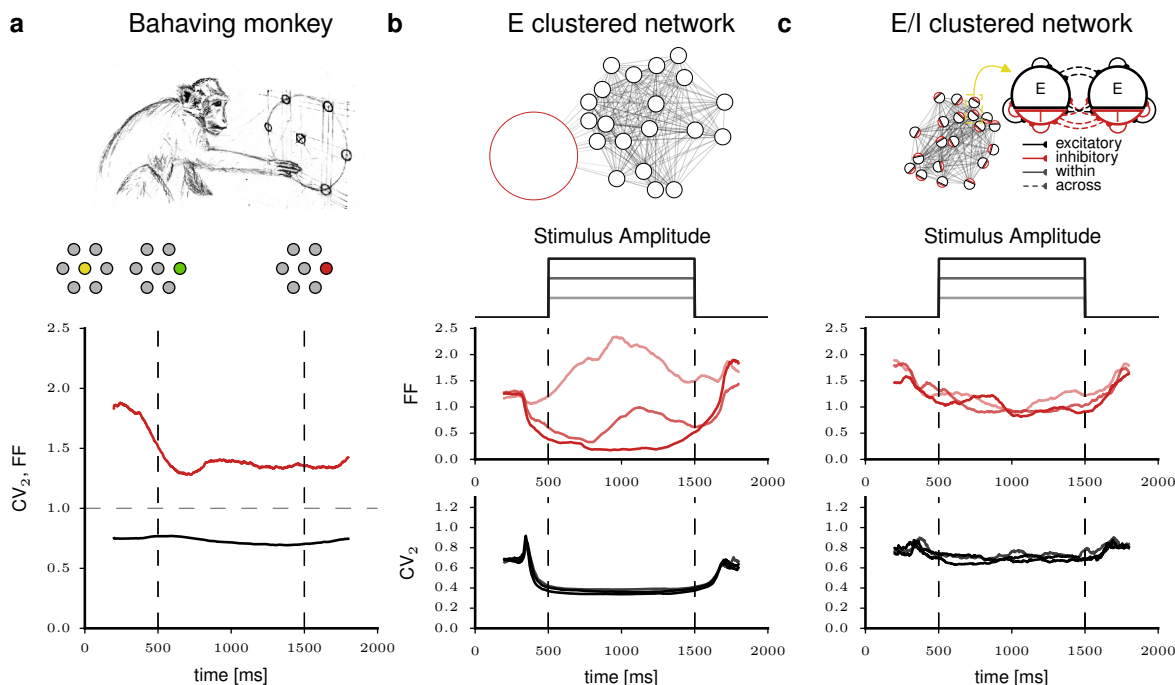 a Bahaving monkey
b E clustered network
c E/I clustered network
E E
I I
excitatory
inhibitory
within
across
Stimulus Amplitude
Stimulus Amplitude
CV2, FF
2.5
2.0
1.5
1.0
0.5
0.0
0 500 1000 1500 2000
time [ms]
FF
2.5
2.0
1.5
1.0
0.5
0.0
0 500 1000 1500 2000
CV2
1.2
1.0
0.8
0.6
0.4
0.2
0.0
0 500 1000 1500 2000
time [ms]
2.5
2.0
1.5
1.0
0.5
0.0
0 500 1000 1500 2000
1.2
1.0
0.8
0.6
0.4
0.2
0.0
0 500 1000 1500 2000
time [ms]